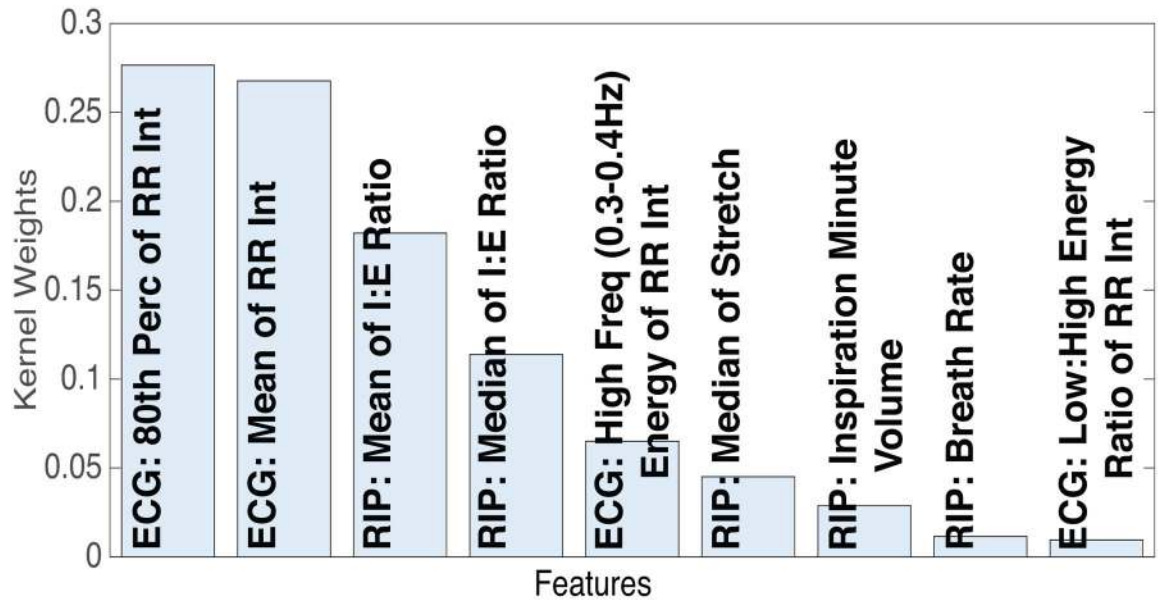 0.3
0.25
0.2
0.15
0.1
0.05
0
Kernel Weights
ECG: 80th Perc of RR Int
ECG: Mean of RR Int
RIP: Mean of I:E Ratio
RIP: Median of I:E Ratio
ECG: High Freq (0.3-0.4Hz)
Energy of RR Int
RIP: Median of Stretch
RIP: Inspiration Minute
Volume
RIP: Breath Rate
ECG: Low:High Energy
Ratio of RR Int
Features